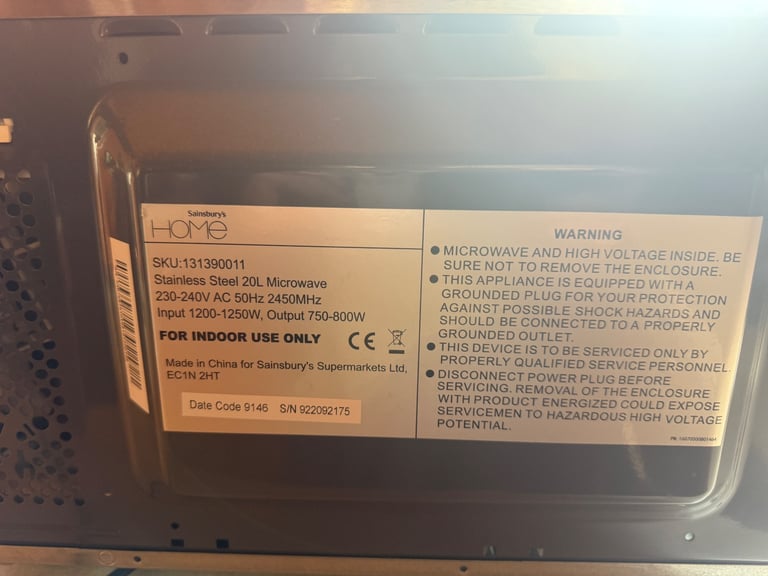 Sainsbury's
HOME
SKU:131390011
Stainless Steel 20L Microwave
230-240V AC 50Hz 2450MHz
Input 1200-1250W, Output 750-800W
FOR INDOOR USE ONLY CE
Made in China for Sainsbury's Supermarkets Ltd,
EC1N 2HT
Date Code 9146 S/N 922092175
WARNING
● MICROWAVE AND HIGH VOLTAGE INSIDE. BE
SURE NOT TO REMOVE THE ENCLOSURE.
● THIS APPLIANCE IS EQUIPPED WITH A
GROUNDED PLUG FOR YOUR PROTECTION
AGAINST POSSIBLE SHOCK HAZARDS AND
SHOULD BE CONNECTED TO A PROPERLY
GROUNDED OUTLET.
● THIS DEVICE IS TO BE SERVICED ONLY BY
PROPERLY QUALIFIED SERVICE PERSONNEL.
● DISCONNECT POWER PLUG BEFORE
SERVICING. REMOVAL OF THE ENCLOSURE
WITH PRODUCT ENERGIZED COULD EXPOSE
SERVICEMEN TO HAZARDOUS HIGH VOLTAGE
POTENTIAL.